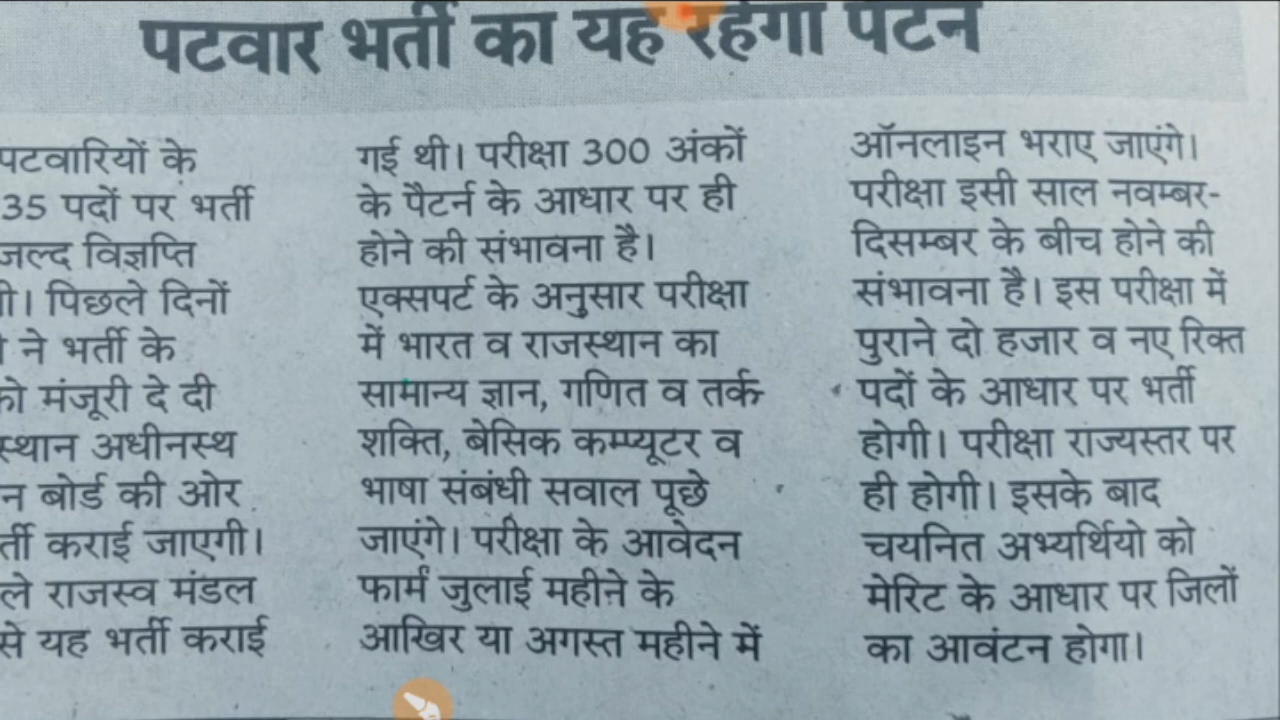 पटवार भर्ती का यह रहेगा पैटर्न
पटवारियों के
35 पदों पर भर्ती
जल्द विज्ञप्ति
पिछले दिनों
ने भर्ती के
मंजूरी दे दी
स्थान अधीनस्थ
न बोर्ड की ओर
र्ती कराई जाएगी।
ले राजस्व मंडल
से यह भर्ती कराई
गई थी। परीक्षा 300 अंकों
के पैटर्न के आधार पर ही
होने की संभावना है।
एक्सपर्ट के अनुसार परीक्षा
में भारत व राजस्थान का
सामान्य ज्ञान, गणित व तर्क
शक्ति, बेसिक कम्प्यूटर व
भाषा संबंधी सवाल पूछे
जाएंगे। परीक्षा के आवेदन
फार्म जुलाई महीने के
आखिर या अगस्त महीने में
ऑनलाइन भराए जाएंगे।
परीक्षा इसी साल नवम्बर-
दिसम्बर के बीच होने की
संभावना है। इस परीक्षा में
पुराने दो हजार व नए रिक्त
पदों के आधार पर भर्ती
होगी। परीक्षा राज्यस्तर पर
ही होगी। इसके बाद
चयनित अभ्यर्थियो को
मेरिट के आधार पर जिलों
का आवंटन होगा।